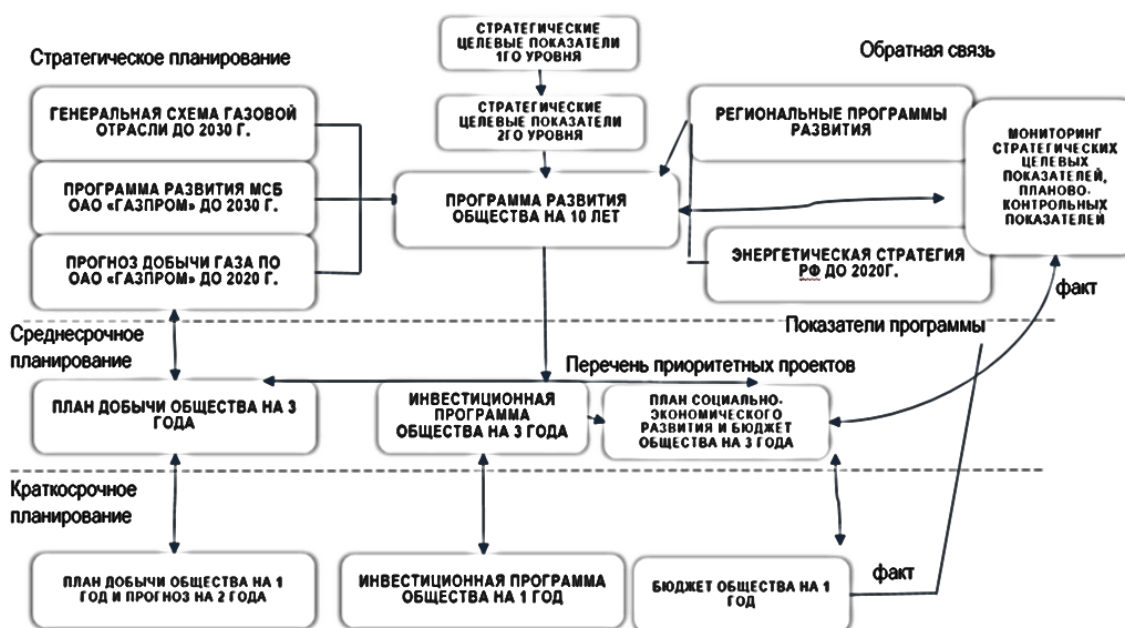 СТРАТЕГИЧЕСКИЕ
ЦЕЛЕВЫЕ ПОКАЗАТЕЛИ
1ГО УРОВНЯ
Стратегическое планирование
Обратная связь
СТРАТЕГИЧЕСКИЕ
ЦЕЛЕВЫЕ ПОКАЗАТЕЛИ
2ГО УРОВНЯ
ГЕНЕРАЛЬНАЯ СХЕМА ГАЗОВОЙ
ОТРАСЛИ ДО 2030 Г.
РЕГИОНАЛЬНЫЕ ПРОГРАММЫ
РАЗВИТИЯ
МОНИТОРИНГ
СТРАТЕГИЧЕСКИХ
ЦЕЛЕВЫХ
ПОКАЗАТЕЛЕЙ,
ПЛАНОВО-
КОНТРОЛЬНЫХ
ПОКАЗАТЕЛЕЙ
ПРОГРАММА РАЗВИТИЯ МСБ
ОАО «ГАЗПРОМ» ДО 2030 Г.
ПРОГРАММА РАЗВИТИЯ
ОБЩЕСТВА НА 10 ЛЕТ
ПРОГНОЗ ДОБЫЧИ ГАЗА ПО
ОАО «ГАЗПРОМ» ДО 2020 Г.
ЭНЕРГЕТИЧЕСКАЯ СТРАТЕГИЯ
РФ ДО 2020Г.
факт
Показатели программы
Среднесрочное
планирование
Перечень приоритетных проектов
ПЛАН ДОБЫЧИ ОБЩЕСТВА НА 3
ГОДА
ИНВЕСТИЦИОННАЯ
ПРОГРАММА
ОБЩЕСТВА НА 3 ГОДА
ПЛАН СОЦИАЛЬНО-
ЭКОНОМИЧЕСКОГО
РАЗВИТИЯ И БЮДЖЕТ
ОБЩЕСТВА НА 3 ГОДА
Краткосрочное
планирование
ПЛАН ДОБЫЧИ ОБЩЕСТВА НА 1
ГОД И ПРОГНОЗ НА 2 ГОДА
ИНВЕСТИЦИОННАЯ ПРОГРАММА
ОБЩЕСТВА НА 1 ГОД
БЮДЖЕТ ОБЩЕСТВА НА 1
ГОД
факт